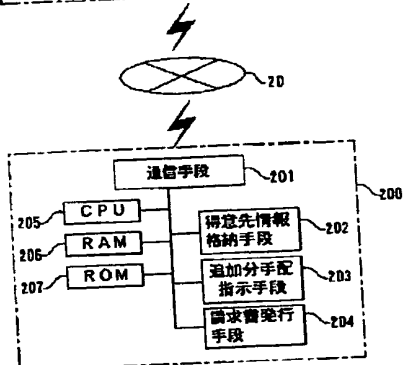 20
通信手段
201
200
CPU
205
得意先情報
格納手段
202
RAM
206
追加分手配
指示手段
203
ROM
207
請求書発行
手段
204